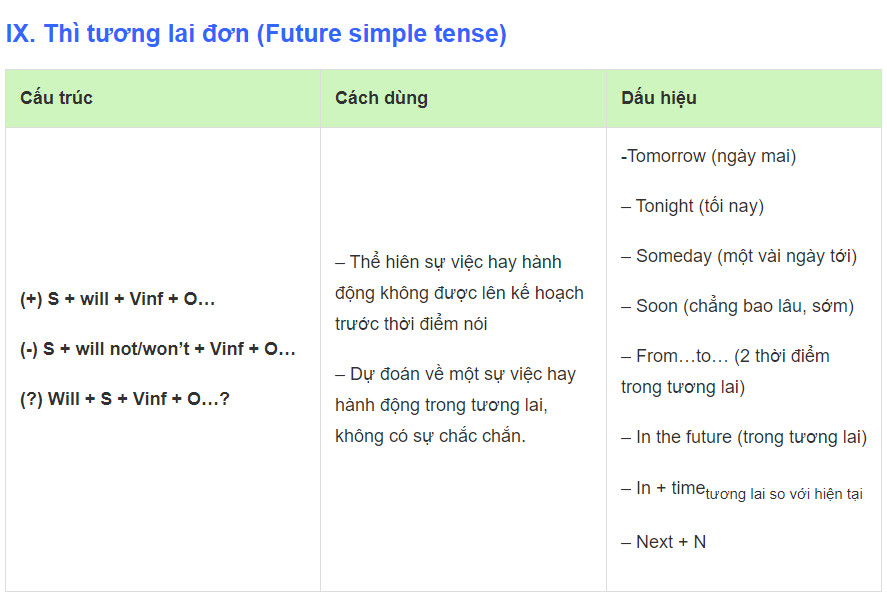 IX. Thì tương lai đơn (Future simple tense)
Cấu trúc
Cách dùng
Dấu hiệu
(+) S + will + Vinf + O…
(-) S + will not/won’t + Vinf + O…
(?) Will + S + Vinf + O…?
– Thể hiên sự việc hay hành
động không được lên kế hoạch
trước thời điểm nói
– Dự đoán về một sự việc hay
hành động trong tương lai,
không có sự chắc chắn.
-Tomorrow (ngày mai)
– Tonight (tối nay)
– Someday (một vài ngày tới)
– Soon (chẳng bao lâu, sớm)
– From…to… (2 thời điểm
trong tương lai)
– In the future (trong tương lai)
– In + time tương lai so với hiện tại
– Next + N